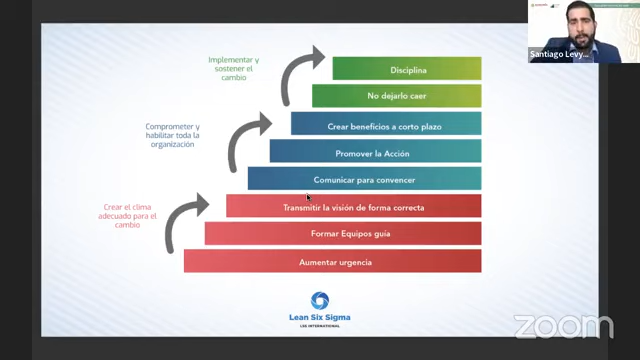 Implementar y
sostener el
cambio
Disciplina
No dejarlo caer
Comprometer y
habilitar toda la
organización
Crear beneficios a corto plazo
Promover la Acción
Comunicar para convencer
Crear el clima
adecuado para el
cambio
Transmitir la visión de forma correcta
Formar Equipos guía
Aumentar urgencia
Lean Six Sigma
LSS INTERNATIONAL
Santiago Levy...
zoom